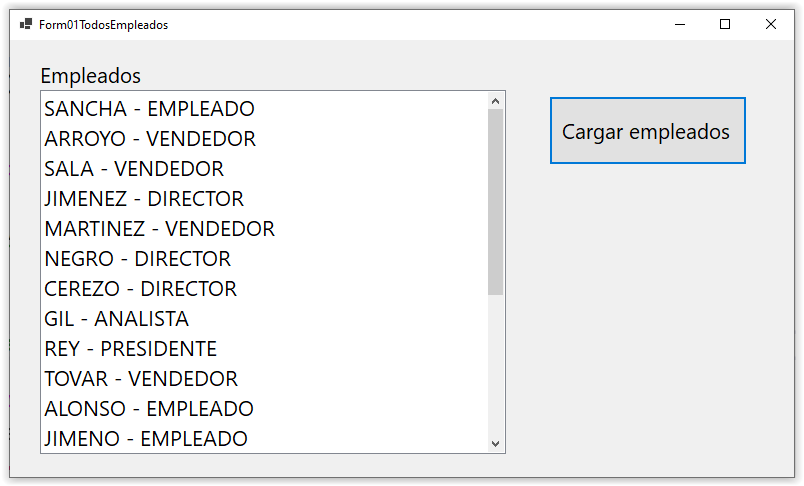 Form01TodosEmpleados
Empleados
SANCHA - EMPLEADO
ARROYO - VENDEDOR
SALA - VENDEDOR
JIMENEZ - DIRECTOR
MARTINEZ - VENDEDOR
NEGRO - DIRECTOR
CEREZO - DIRECTOR
GIL - ANALISTA
REY - PRESIDENTE
TOVAR - VENDEDOR
ALONSO - EMPLEADO
JIMENO - EMPLEADO
Cargar empleados